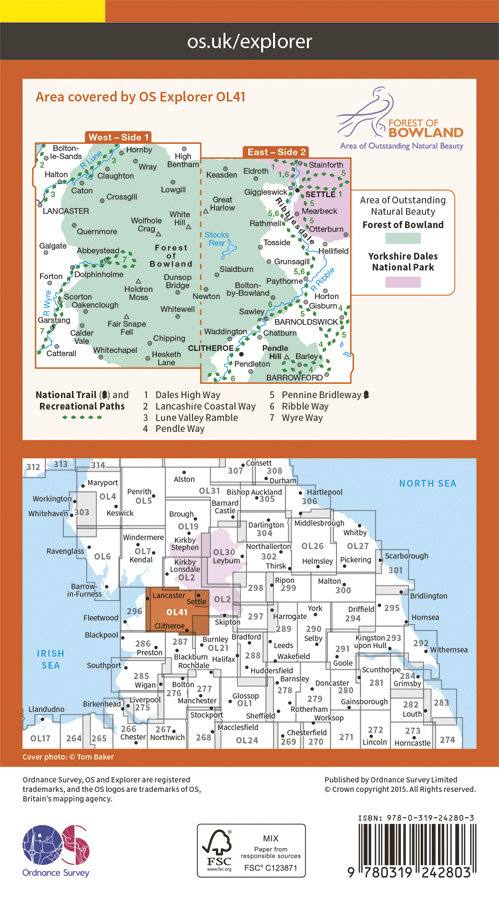 os.uk/explorer
Area covered by OS Explorer OL41
FOREST OF
BOWLAND
Area of Outstanding Natural Beauty
West – Side 1
East – Side 2
Bolton-
le-Sands
Hornby
High
Bentham
R Lune
Wray
Halton
Claughton
Caton
Lowgill
Crossgill
LANCASTER
Quernmore
Wolfhole
Crag
White
Hill
Galgate
Abbeystead
Forest
of
Bowland
Dolphinholme
Forton
Dunsop
Bridge
Holdron
Moss
Scorton
Oakenclough
R Wyre
Whitewell
Garstang
Fair Snape
Fell
Calder
Vale
Chipping
Catterall
Whitechapel
Hesketh
Lane
Keasden
Eldroth
Stainforth
Giggleswick
SETTLE
Great
Harlow
Mearbeck
Rathmell
Otterburn
Ribblesdale
Stocks
Resr
Tosside
Hellifield
Grunsagill
Slaidburn
Paythorne
R Ribble
Newton
Bolton-
by-Bowland
Horton
Gisburn
Sawley
BARNOLDSWICK
Waddington
Chatburn
CLITHEROE
Pendle
Hill
Barley
Pendleton
BARROWFORD
Area of Outstanding
Natural Beauty
Forest of Bowland
Yorkshire Dales
National Park
National Trail ( ) and
Recreational Paths
1 Dales High Way
2 Lancashire Coastal Way
3 Lune Valley Ramble
4 Pendle Way
5 Pennine Bridleway
6 Ribble Way
7 Wyre Way
312
313
314
Maryport
Alston
307
Consett
308
Durham
Workington
OL4
Penrith
OL5
OL31
Bishop Auckland
305
Hartlepool
306
Whitehaven
303
Keswick
Brough
OL19
Barnard
Castle
Darlington
304
Middlesbrough
Whitby
NORTH SEA
Ravenglass
OL6
Windermere
OL7
Kendal
Kirkby
Stephen
OL30
Leyburn
Northallerton
302
Thirsk
OL26
Helmsley
OL27
Pickering
Scarborough
301
Kirkby
Lonsdale
OL2
Barrow-
in-Furness
298
Ripon
299
Malton
300
Bridlington
Lancaster
Settle
OL2
OL41
Fleetwood
296
Clitheroe
Skipton
297
Harrogate
289
York
290
Selby
Driffield
294
295
Hornsea
Blackpool
286
Preston
287
Burnley
OL21
Halifax
Bradford
288
Leeds
Wakefield
291
Goole
Kingston
upon Hull
293
292
Withernsea
IRISH
SEA
Southport
285
Wigan
Blackburn
Rochdale
Bolton
276
277
Manchester
Huddersfield
278
Barnsley
279
Rotherham
Doncaster
280
Scunthorpe
281
Gainsborough
284
Grimsby
282
Louth
283
Llandudno
Birkenhead
Liverpool
275
Glossop
OL1
Sheffield
Worksop
Stockport
OL17
264
265
266
Chester
267
Northwich
268
Macclesfield
OL24
Chesterfield
269
270
271
272
Lincoln
273
Horncastle
274
Cover photo: © Tom Baker
Ordnance Survey, OS and Explorer are registered
trademarks, and the OS logos are trademarks of OS,
Britain's mapping agency.
Published by Ordnance Survey Limited
© Crown copyright 2015. All Rights reserved.
OS
Ordnance Survey
FSC
www.fsc.org
MIX
Paper from
responsible sources
FSC® C123871
ISBN: 978-0-319-24280-3
9 780319 242803